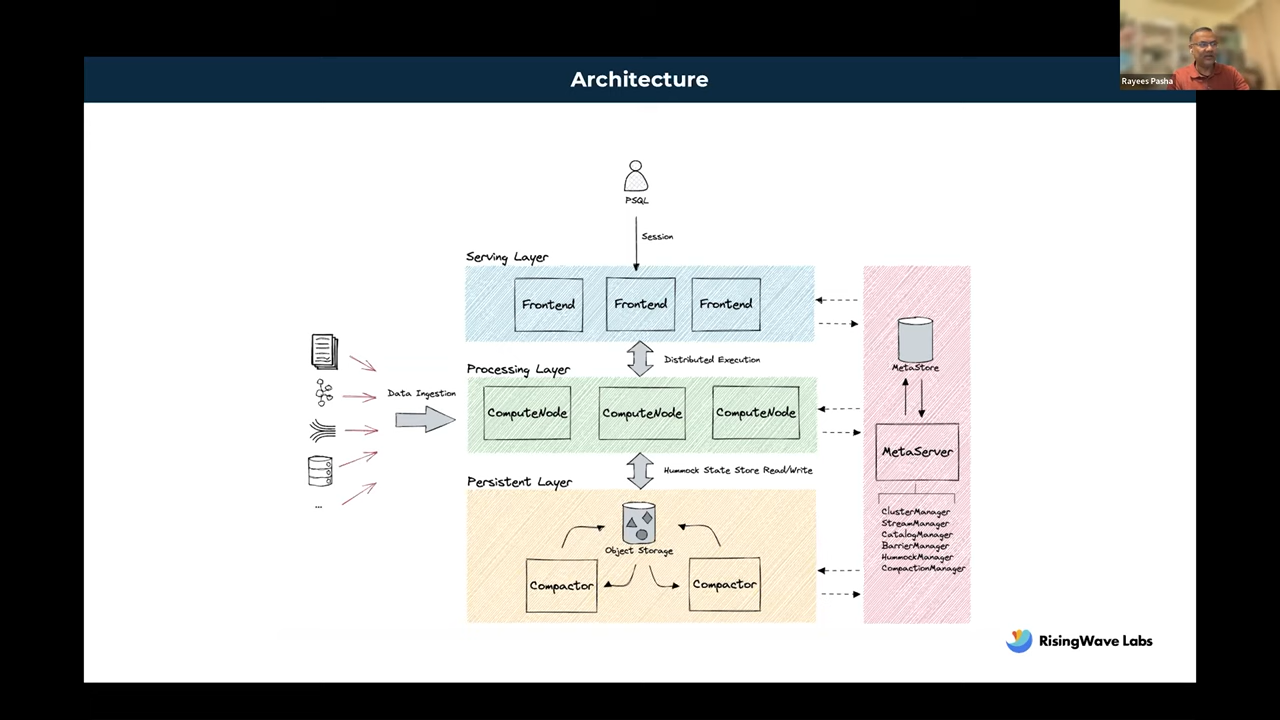 Architecture
Rayees Pasha
PSQL
Session
Serving Layer
Frontend
Frontend
Frontend
Distributed Execution
MetaStore
Processing Layer
Data Ingestion
ComputeNode
ComputeNode
ComputeNode
MetaServer
Hummock State Store Read/Write
Persistent Layer
...
ClusterManager
StreamManager
CatalogManager
BarrierManager
HummockManager
CompactionManager
Object Storage
Compactor
Compactor
RisingWave Labs